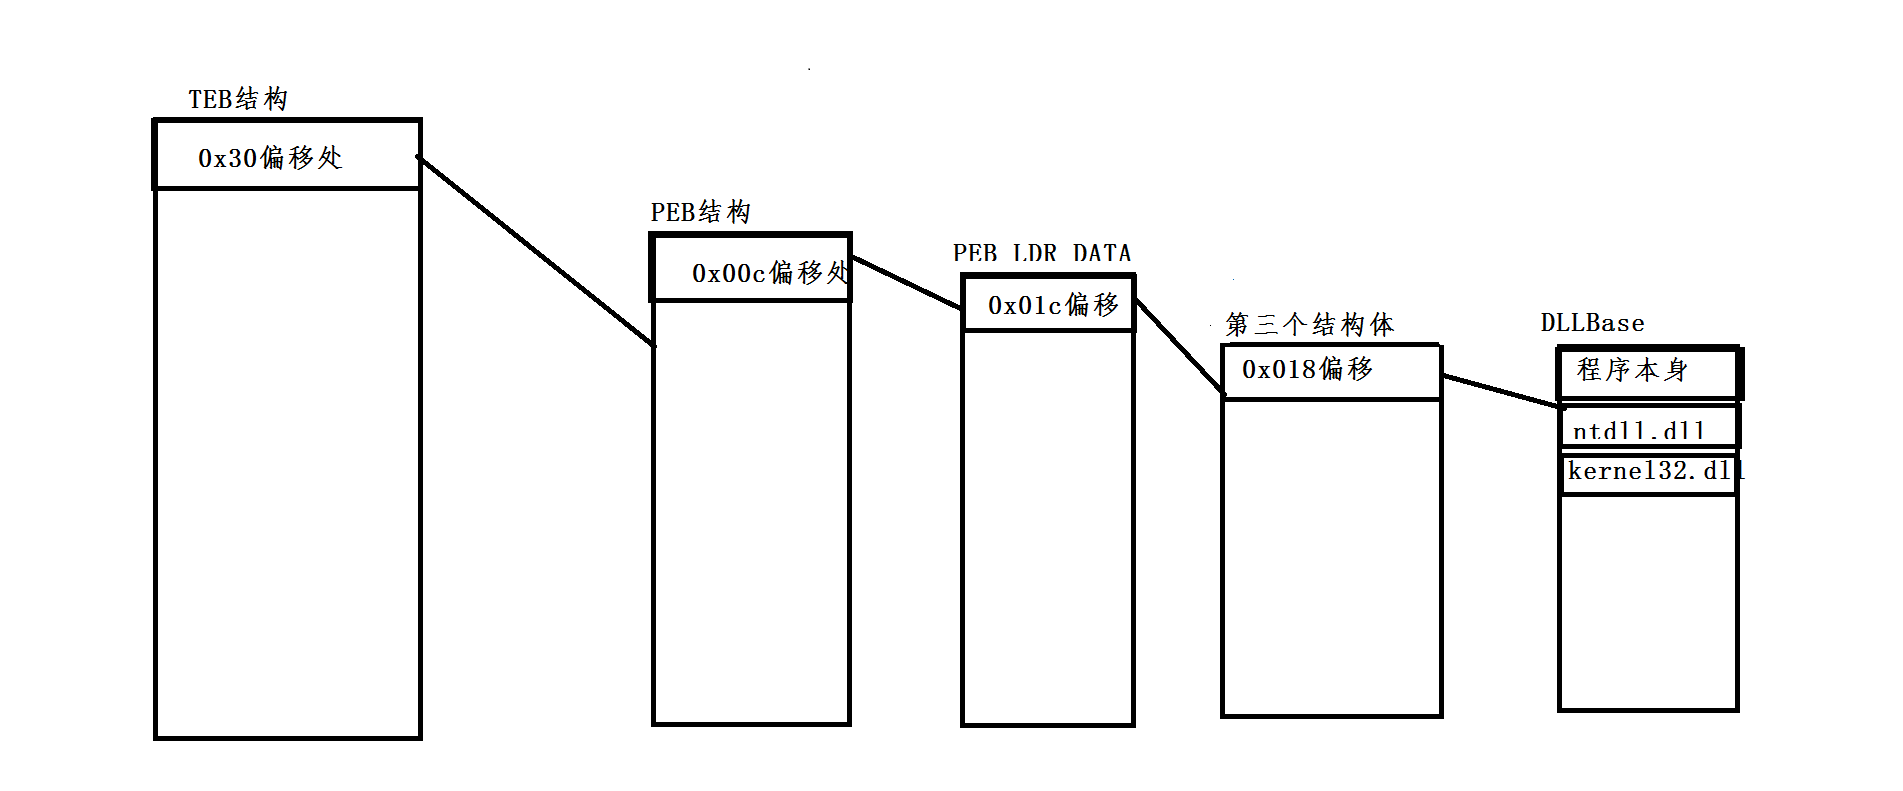 TEB结构
0x30偏移处
PEB结构
0x00c偏移处
PEB LDR DATA
0x01c偏移
第三个结构体
0x018偏移
DLLBase
程序本身
ntdll.dll
kernel32.dll